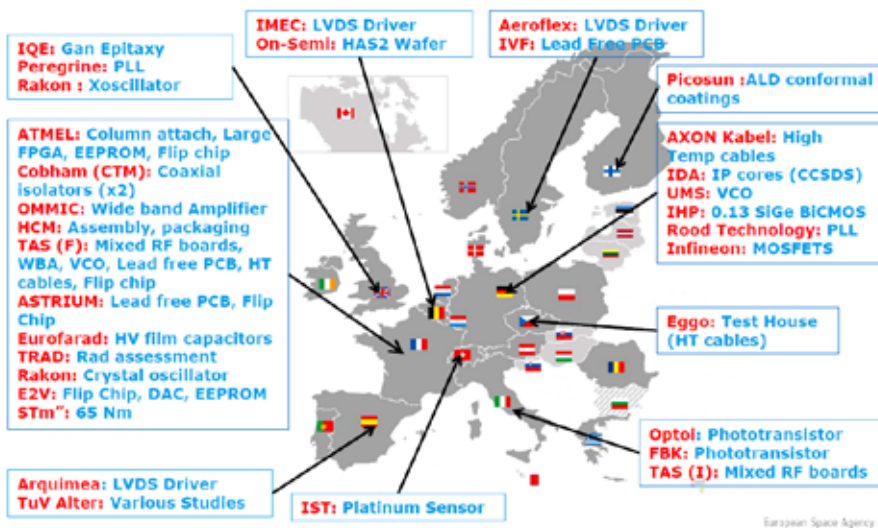 IMEC: LVDS Driver
On-Semi: HAS2 Wafer
Aeroflex: LVDS Driver
IVF: Lead Free PCB
IQE: Gan Epitaxy
Peregrine: PLL
Rakon : Xoscillator
Picosun :ALD conformal
coatings
ATMEL: Column attach, Large
FPGA, EEPROM, Flip chip
Cobham (CTM): Coaxial
isolators (x2)
OMMIC: Wide band Amplifier
HCM: Assembly, packaging
TAS (F): Mixed RF boards,
WBA, VCO, Lead free PCB, HT
cables, Flip chip
ASTRIUM: Lead free PCB, Flip
Chip
Eurofarad: HV film capacitors
TRAD: Rad assessment
Rakon: Crystal oscillator
E2V: Flip Chip, DAC, EEPROM
STm": 65 Nm
AXON Kabel: High
Temp cables
IDA: IP cores (CCSDS)
UMS: VCO
IHP: 0.13 SiGe BiCMOS
Rood Technology: PLL
Infineon: MOSFETS
Eggo: Test House
(HT cables)
Optoi: Phototransistor
FBK: Phototransistor
TAS (I): Mixed RF boards
Arquimea: LVDS Driver
TuV Alter: Various Studies
IST: Platinum Sensor
European Space Agency